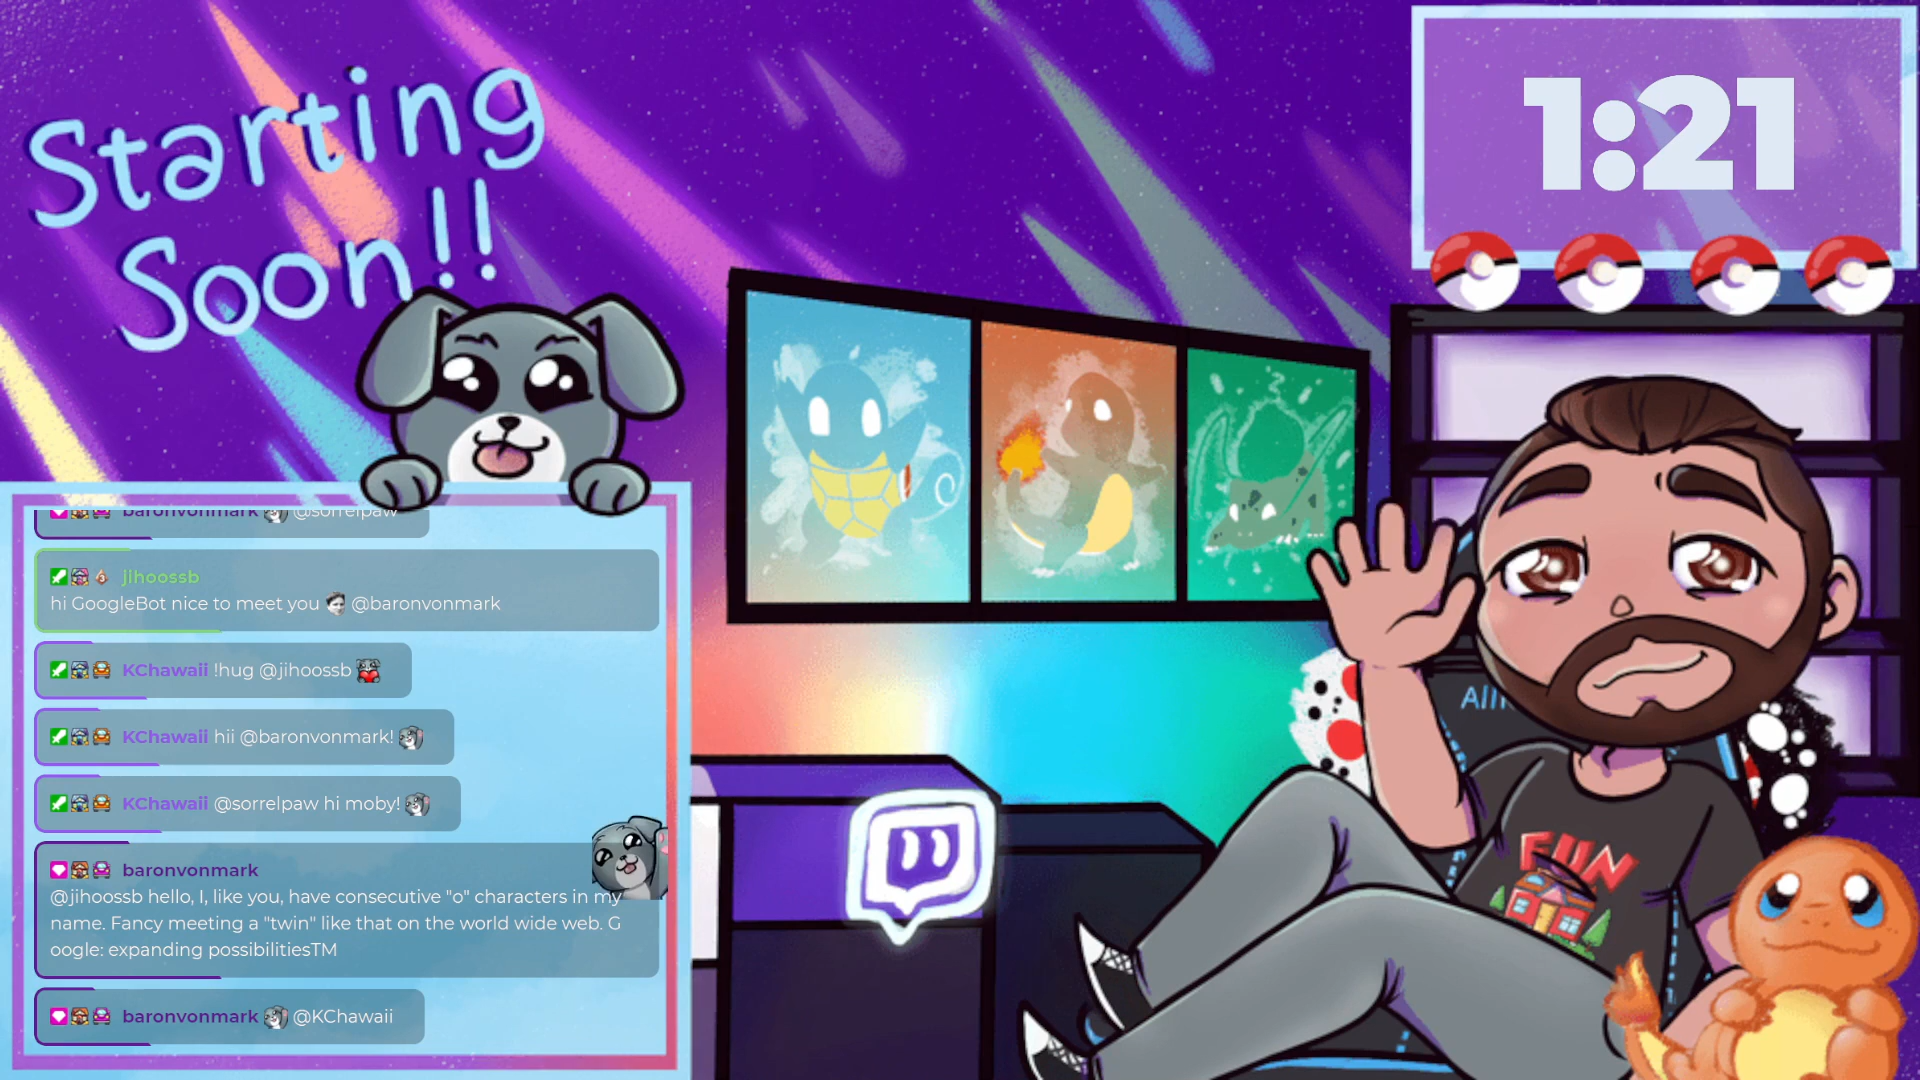 Starting
Soon!!
1:21
baronvonmark @sorrelpaw
jihoossb
hi GoogleBot nice to meet you @baronvonmark
KChawaii !hug @jihoossb
KChawaii hii @baronvonmark!
KChawaii @sorrelpaw hi moby!
baronvonmark
@jihoossb hello, I, like you, have consecutive "o" characters in my
name. Fancy meeting a "twin" like that on the world wide web. G
oogle: expanding possibilitiesTM
baronvonmark @KChawaii
FUN